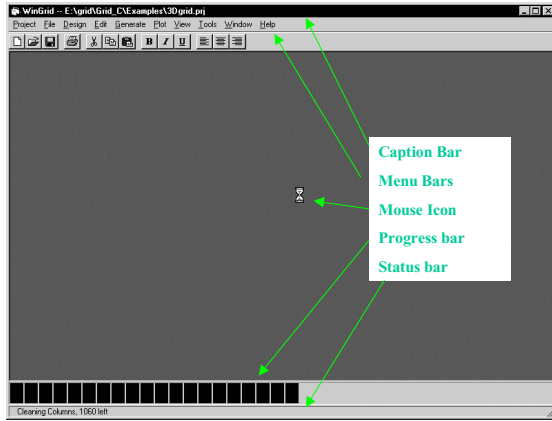 WinGrid -- E:\grid\Grid_C\Examples\3Dgrid.prj
Project File Design Edit Generate Plot View Tools Window Help
B I U
Caption Bar
Menu Bars
Mouse Icon
Progress bar
Status bar
Cleaning Columns, 1060 left